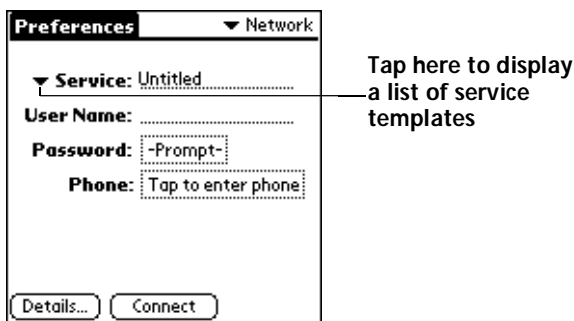 Preferences ▼ Network
▼ Service: Untitled
User Name:
Password: -Prompt-
Phone: Tap to enter phone
Details... Connect
Tap here to display
a list of service
templates